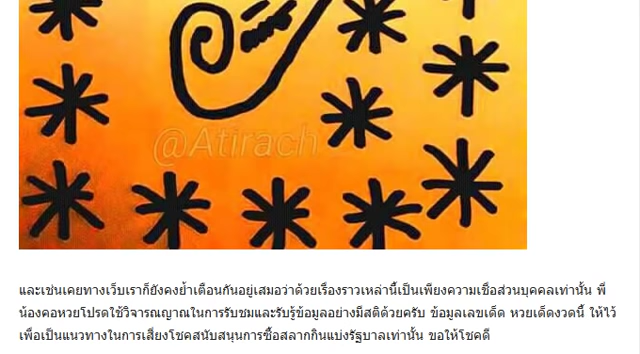 @Atirach
และเช่นเคยทางเว็บเราก็ยังคงย้ำเตือนกันอยู่เสมอว่าด้วยเรื่องราวเหล่านี้เป็นเพียงความเชื่อส่วนบุคคลเท่านั้น พี่
น้องคอหวยโปรดใช้วิจารณญาณในการรับชมและรับรู้ข้อมูลอย่างมีสติด้วยครับ ข้อมูลเลขเด็ด หวยเด็ดงวดนี้ ให้ไว้
เพื่อเป็นแนวทางในการเสี่ยงโชคสนับสนุนการซื้อสลากกินแบ่งรัฐบาลเท่านั้น ขอให้โชคดี